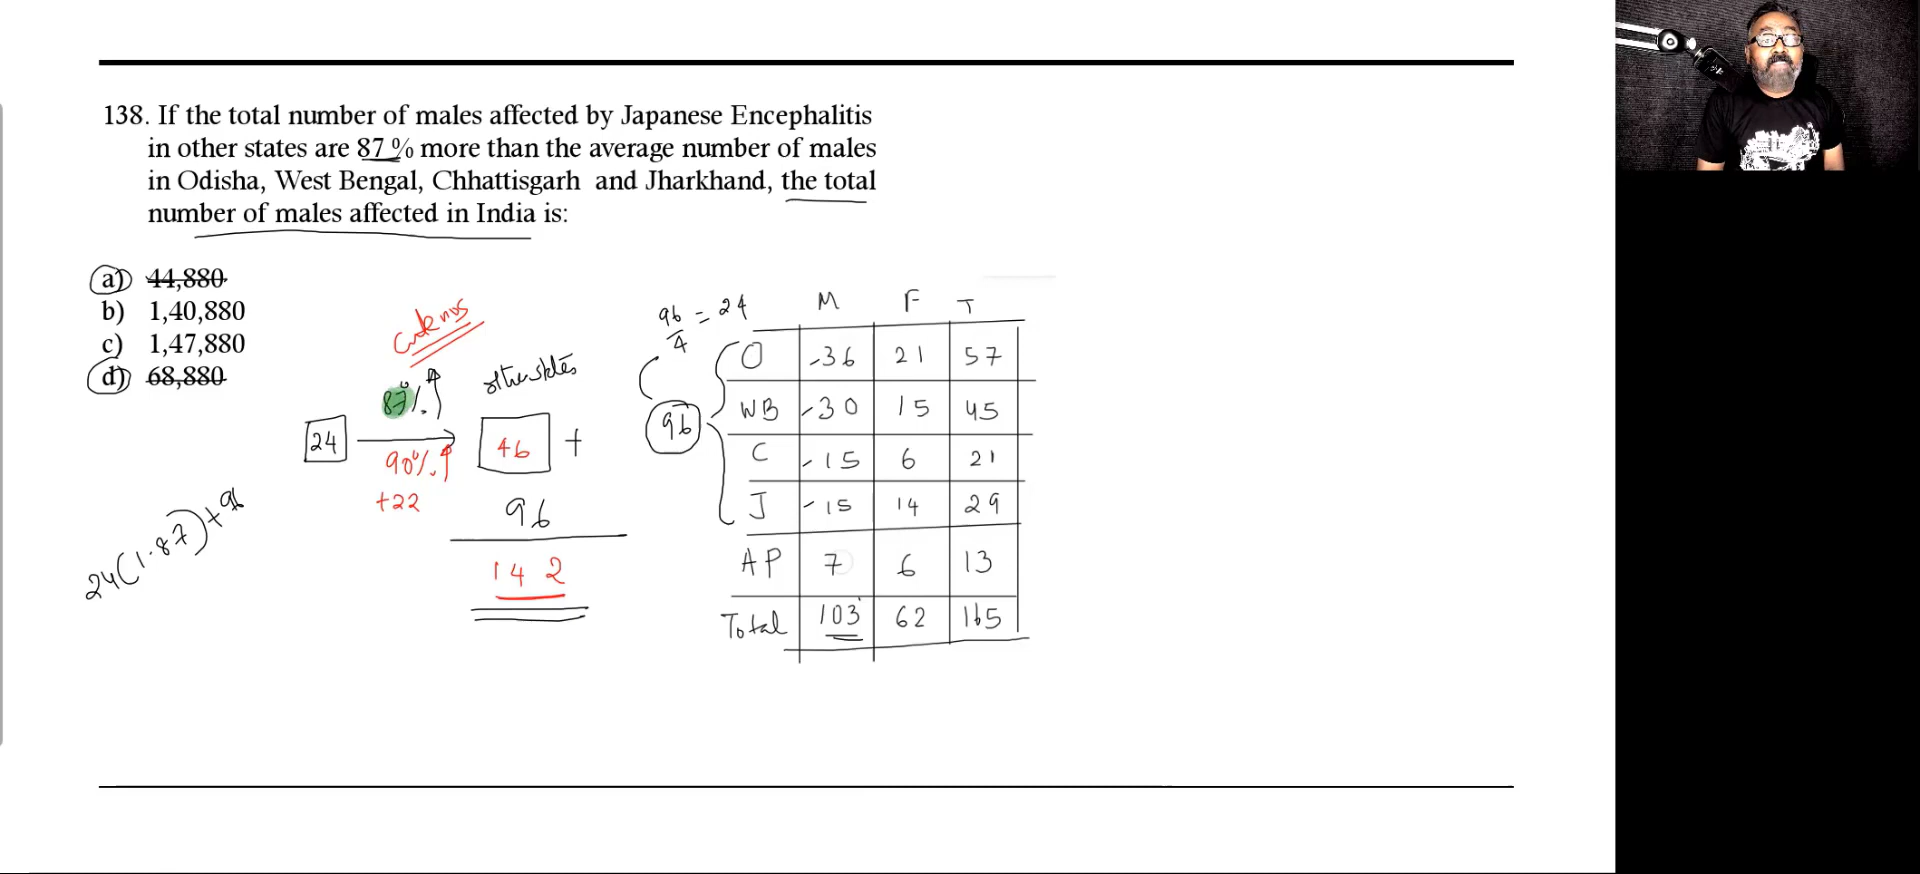 138. If the total number of males affected by Japanese Encephalitis
in other states are 87 % more than the average number of males
in Odisha, West Bengal, Chhattisgarh and Jharkhand, the total
number of males affected in India is:
a) 44,880
b) 1,40,880
c) 1,47,880
d) 68,880
87% ↑
other states
24
46 +
90% ↑
+22
96
142
24(1.87)+96
96/4 = 24
96
M F T
O 36 21 57
WB 30 15 45
C 15 6 21
J 15 14 29
AP 7 6 13
Total 103 62 165